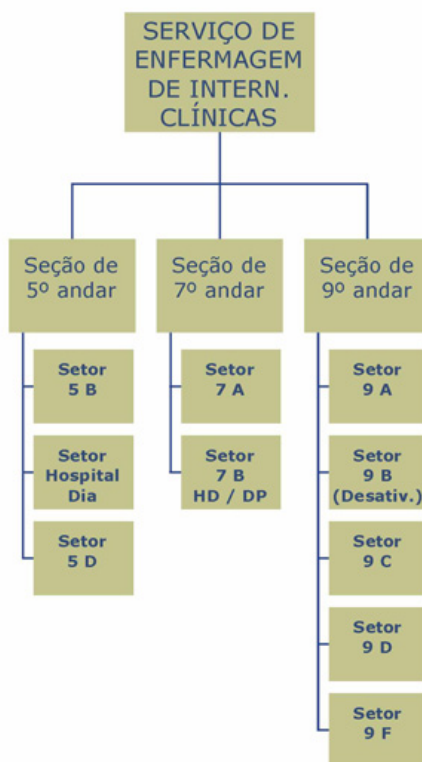 SERVIÇO DE
ENFERMAGEM
DE INTERN.
CLÍNICAS
Seção de
5º andar
Seção de
7º andar
Seção de
9º andar
Setor
5 B
Setor
Hospital
Dia
Setor
5 D
Setor
7 A
Setor
7 B
HD / DP
Setor
9 A
Setor
9 B
(Desativ.)
Setor
9 C
Setor
9 D
Setor
9 F